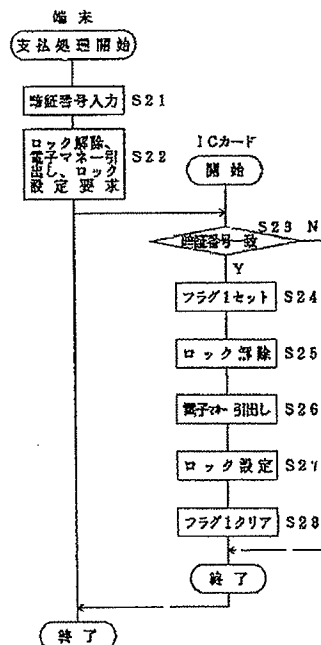 端末
支払処理開始
暗証番号入力 S21
ロック解除、
電子マネー引
出し、ロック
設定要求
S22
ICカード
開始
暗証番号一致
S23 N
Y
フラグ1セット S24
ロック解除 S25
電子マネー引出し S26
ロック設定 S27
フラグ1クリア S28
終了
終了